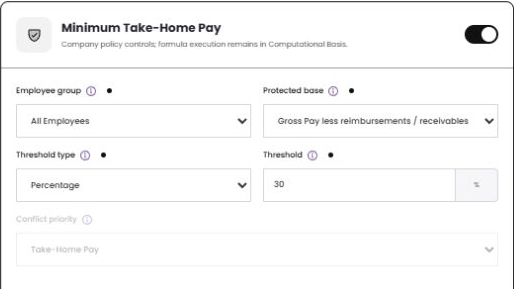 Minimum Take-Home Pay
Company policy controls; formula execution remains in Computational Basis.
Employee group
Protected base
All Employees
Gross Pay less reimbursements / receivables
Threshold type
Threshold
Percentage
30
%
Conflict priority
Take-Home Pay